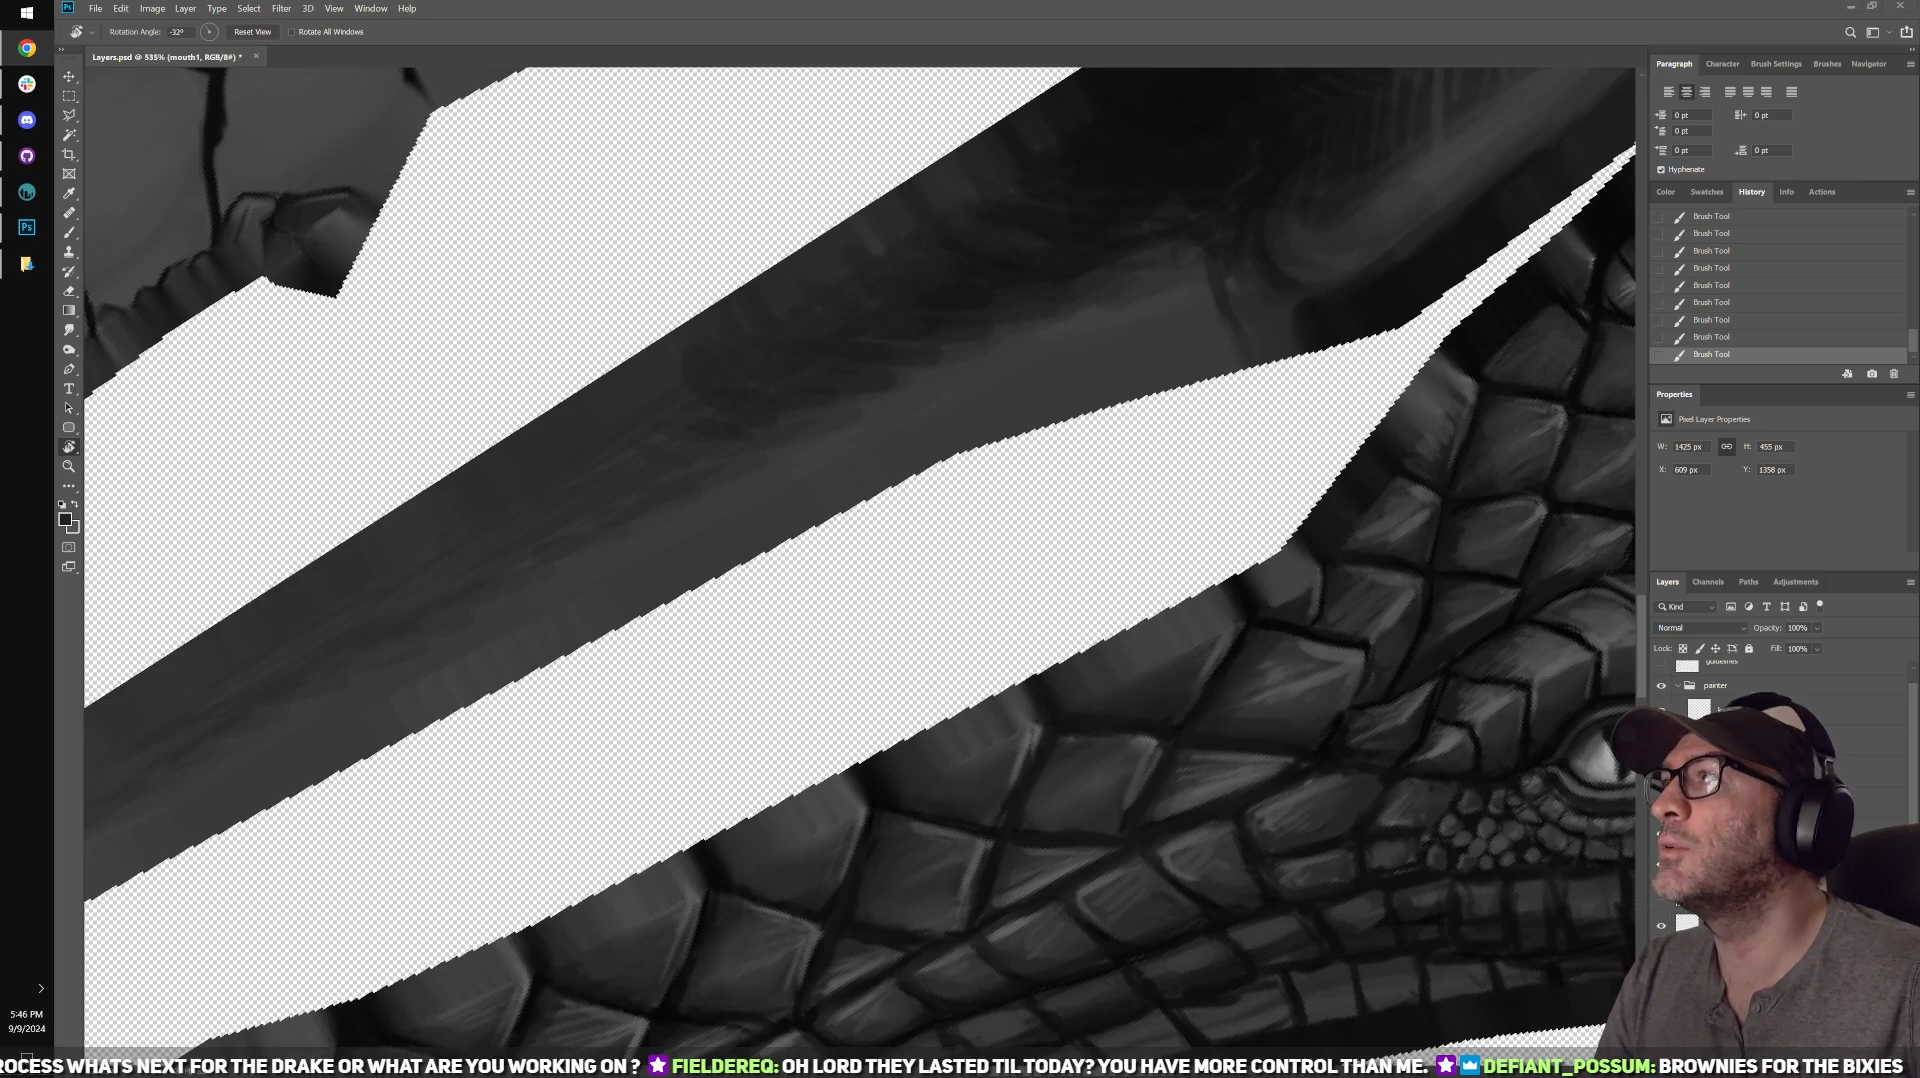 File Edit Image Layer Type Select Filter 3D View Window Help
Rotation Angle: -32° Reset View Rotate All Windows
Layers.psd @ 535% (mouth1, RGB/8#) *
Paragraph Character Brush Settings Brushes Navigator
0 pt 0 pt
0 pt
0 pt 0 pt
Hyphenate
Color Swatches History Info Actions
Brush Tool
Brush Tool
Brush Tool
Brush Tool
Brush Tool
Brush Tool
Brush Tool
Brush Tool
Brush Tool
Properties
Pixel Layer Properties
W: 1425 px H: 455 px
X: 609 px Y: 1358 px
Layers Channels Paths Adjustments
Kind
Normal Opacity: 100%
Lock: Fill: 100%
guidelines
painter
5:46 PM
9/9/2024
ROCESS WHATS NEXT FOR THE DRAKE OR WHAT ARE YOU WORKING ON ? FIELDEREQ: OH LORD THEY LASTED TIL TODAY? YOU HAVE MORE CONTROL THAN ME. DEFIANT_POSSUM: BROWNIES FOR THE BIXIES